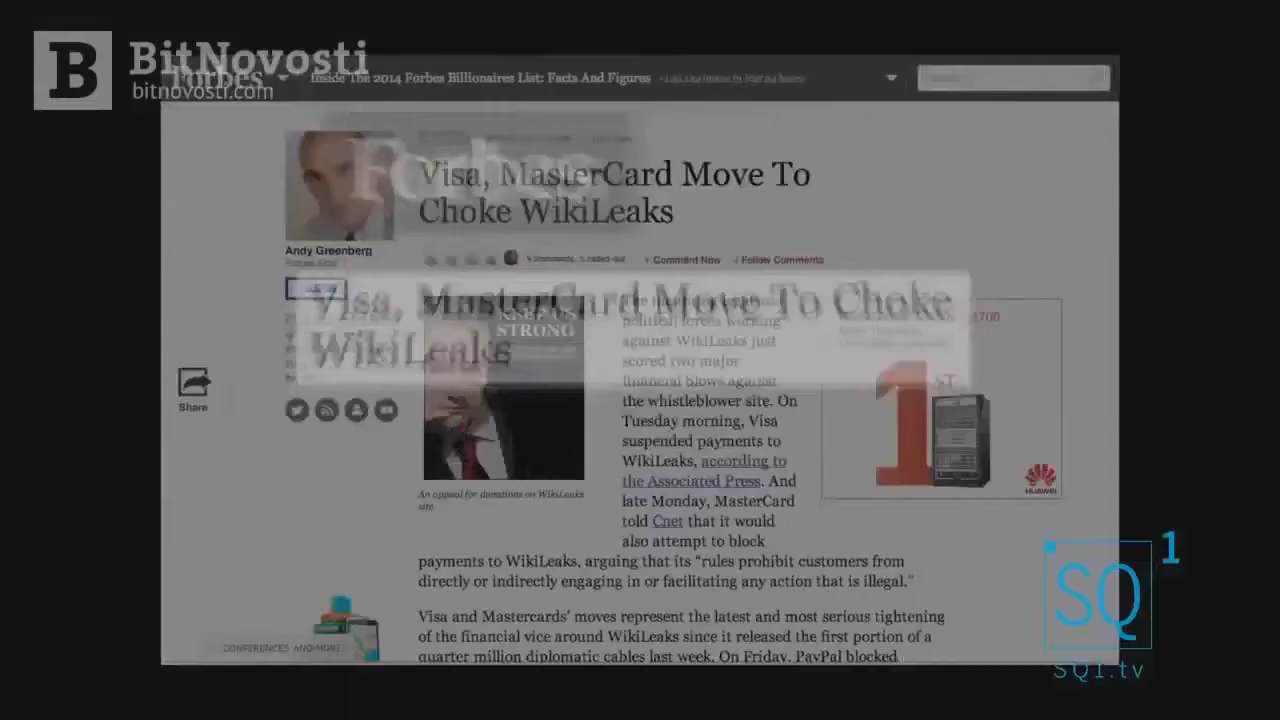 BitNovosti
bitnovosti.com
Forbes
Inside The 2014 Forbes Billionaires List: Facts And Figures
Forbes
Visa, MasterCard Move To
Choke WikiLeaks
Andy Greenberg
+ Comment Now
Follow Comments
Visa, MasterCard Move To Choke
WikiLeaks
KEEP US
STRONG
political forces working
against WikiLeaks just
scored two major
financial blows against
the whistleblower site. On
Tuesday morning, Visa
suspended payments to
WikiLeaks, according to
the Associated Press. And
late Monday, MasterCard
told Cnet that it would
also attempt to block
payments to WikiLeaks, arguing that its “rules prohibit customers from
directly or indirectly engaging in or facilitating any action that is illegal.”
Visa and Mastercards’ moves represent the latest and most serious tightening
of the financial vice around WikiLeaks since it released the first portion of a
quarter million diplomatic cables last week. On Friday, PayPal blocked
An appeal for donations on WikiLeaks
site
Share
1ST
HUAWEI
CONFERENCES AND MORE
SQ1
SQ1.tv